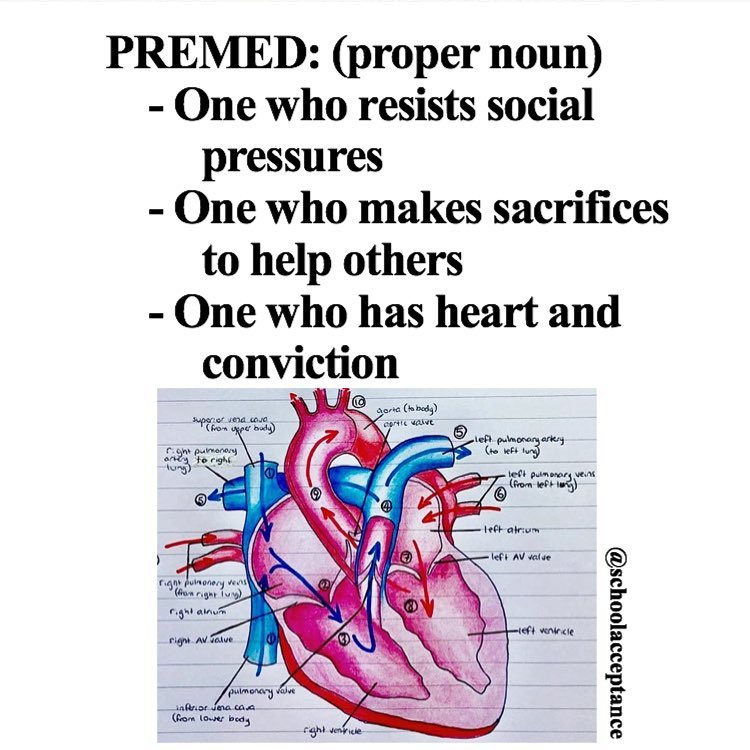 PREMED: (proper noun)
- One who resists social
pressures
- One who makes sacrifices
to help others
- One who has heart and
conviction
10
aorta (to body)
aortic valve
superior vena cava
(from upper body)
5
left pulmonary artery
(to left lung)
right pulmonary
artery to right
lung)
1
left pulmonary veins
(from left lung)
6
5
9
4
left atrium
7
left AV valve
right pulmonary veins
(from right lung)
2
8
right atrium
right AV valve
1
3
left ventricle
pulmonary valve
inferior vena cava
(from lower body
right ventricle
@schoolacceptance